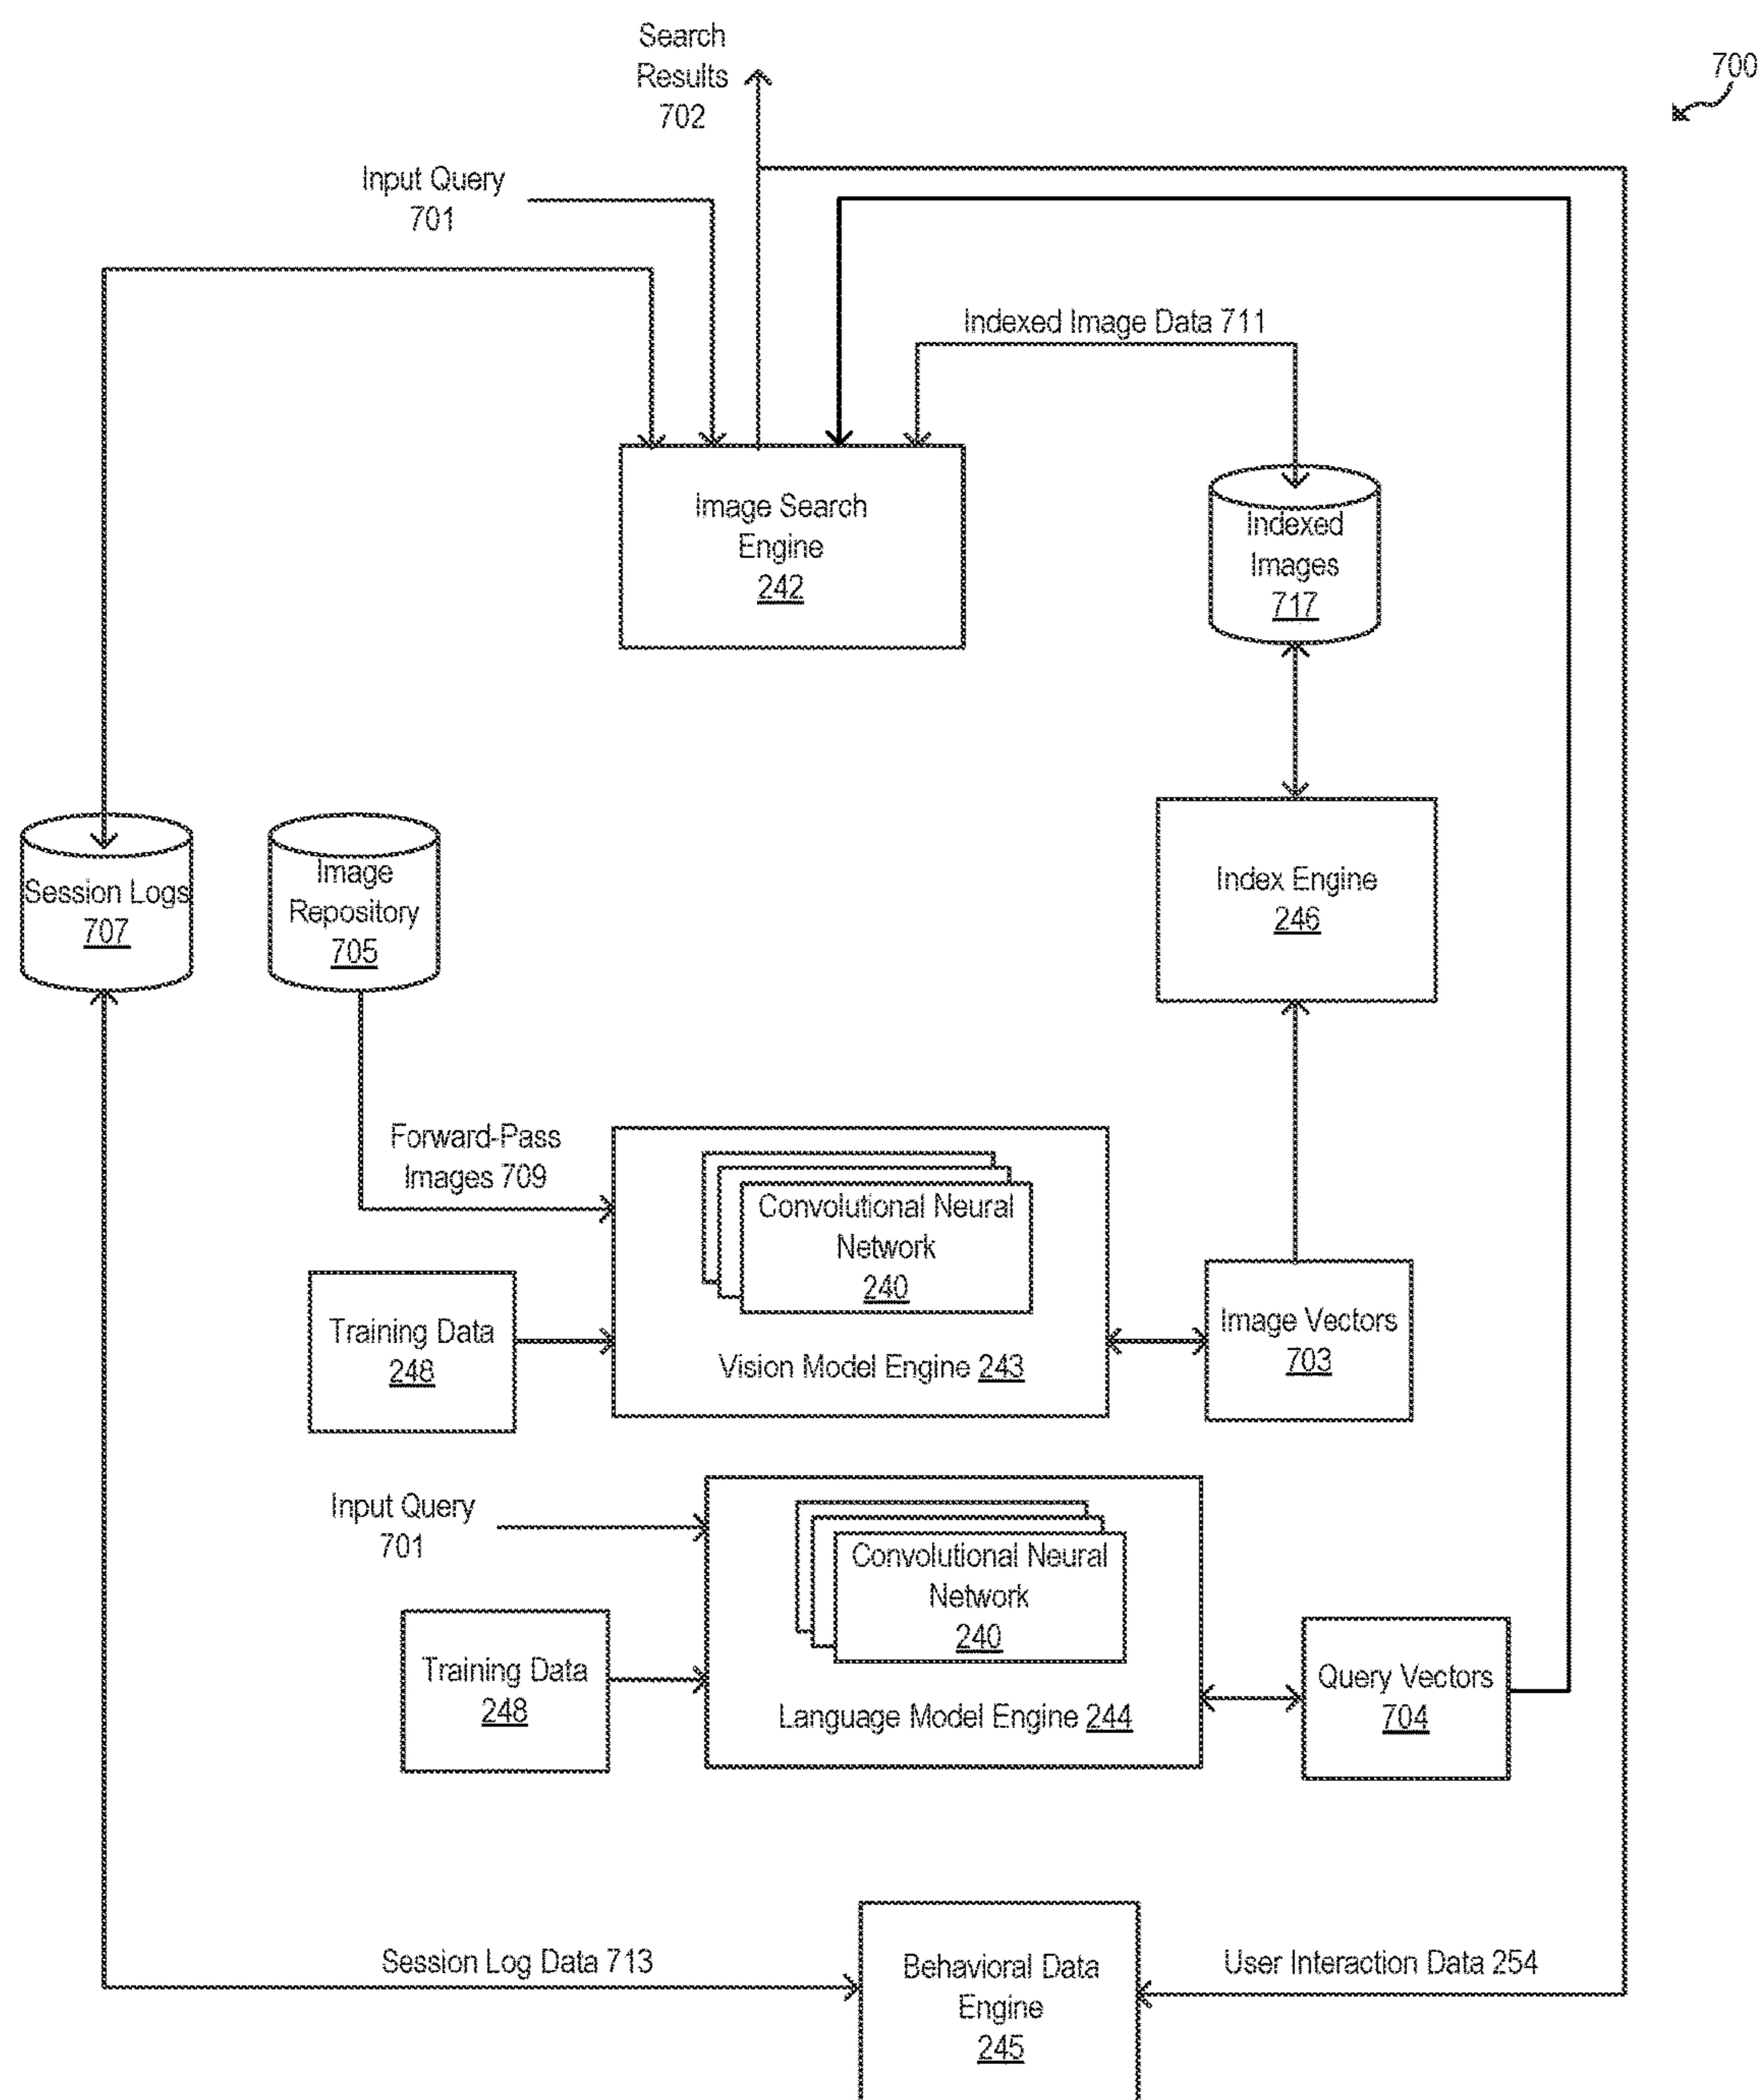 Search
Results
702
700
Input Query
701
Indexed Image Data 711
Image Search
Engine
242
Indexed
Images
717
Session Logs
707
Image
Repository
705
Index Engine
246
Forward-Pass
Images 709
Convolutional Neural
Network
240
Vision Model Engine 243
Training Data
248
Image Vectors
703
Input Query
701
Convolutional Neural
Network
240
Language Model Engine 244
Training Data
248
Query Vectors
704
Session Log Data 713
Behavioral Data
Engine
245
User Interaction Data 254